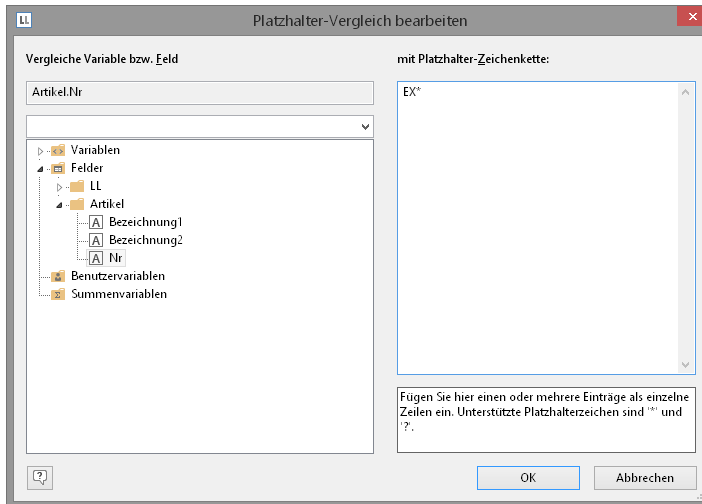 LL
Platzhalter-Vergleich bearbeiten
Vergleiche Variable bzw. Feld
Artikel.Nr
Variablen
Felder
LL
Artikel
A Bezeichnung1
A Bezeichnung2
A Nr
Benutzervariablen
Σ Summenvariablen
mit Platzhalter-Zeichenkette:
EX*
Fügen Sie hier einen oder mehrere Einträge als einzelne
Zeilen ein. Unterstützte Platzhalterzeichen sind '*' und
'?'.
?
OK
Abbrechen